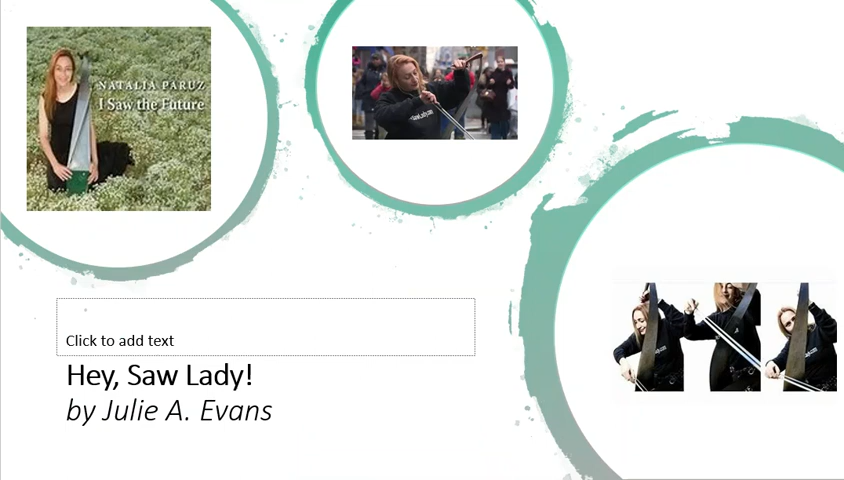 NATALIA PARUZ
I Saw the Future
Click to add text
Hey, Saw Lady!
by Julie A. Evans